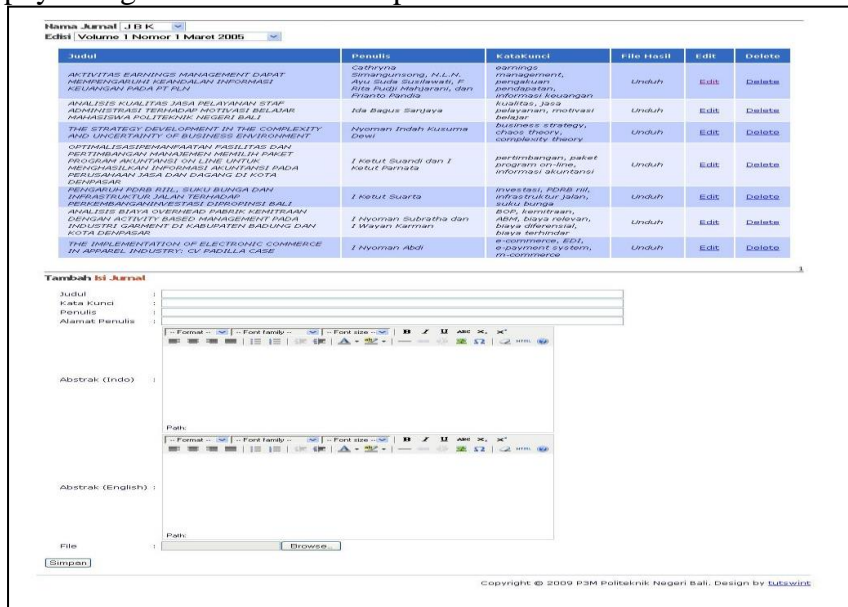 Nama Jurnal J B K
Edisi Volume 1 Nomor 1 Maret 2005
Judul Penulis KataKunci File Hasil Edit Delete
AKTIVITAS EARNINGS MANAGEMENT DAPAT
MEMPENGARUHI KEANDALAN INFORMASI
KEUANGAN PADA PT PLN
Cathryna
Simangunsong, N.L.N.
Ayu Suda Susilawati, F
Rita Pudji Mahjarani, dan
Frianto Pandia
earnings
management,
pengakuan
pendapatan,
informasi keuangan
Unduh Edit Delete
ANALISIS KUALITAS JASA PELAYANAN STAF
ADMINISTRASI TERHADAP MOTIVASI BELAJAR
MAHASISWA POLITEKNIK NEGERI BALI
Ida Bagus Sanjaya
kualitas, jasa
pelayanan, motivasi
belajar
Unduh Edit Delete
THE STRATEGY DEVELOPMENT IN THE COMPLEXITY
AND UNCERTAINTY OF BUSINESS ENVIRONMENT
Nyoman Indah Kusuma
Dewi
business strategy,
chaos theory,
complexity theory
Unduh Edit Delete
OPTIMALISASIPEMANFAATAN FASILITAS DAN
PERTIMBANGAN MANAJEMEN MEMILIH PAKET
PROGRAM AKUNTANSI ON LINE UNTUK
MENGHASILKAN INFORMASI AKUNTANSI PADA
PERUSAHAAN JASA DAN DAGANG DI KOTA
DENPASAR
I Ketut Suandi dan I
Ketut Parnata
pertimbangan, paket
program on-line,
informasi akuntansi
Unduh Edit Delete
PENGARUH PDRB RIIL, SUKU BUNGA DAN
INFRASTRUKTUR JALAN TERHADAP
PERKEMBANGANINVESTASI DIPROPINSI BALI
I Ketut Suarta
investasi, PDRB riil,
infrastruktur jalan,
suku bunga
Unduh Edit Delete
ANALISIS BIAYA OVERHEAD PABRIK KEMITRAAN
DENGAN ACTIVITY BASED MANAGEMENT PADA
INDUSTRI GARMENT DI KABUPATEN BADUNG DAN
KOTA DENPASAR
I Nyoman Subratha dan
I Wayan Karman
BOP, kemitraan,
ABM, biaya relevan,
biaya diferensial,
biaya terhindar
Unduh Edit Delete
THE IMPLEMENTATION OF ELECTRONIC COMMERCE
IN APPAREL INDUSTRY: CV PADILLA CASE
I Nyoman Abdi
e-commerce, EDI,
e-payment system,
m-commerce
Unduh Edit Delete
1
Tambah Isi Jurnal
Judul :
Kata Kunci :
Penulis :
Alamat Penulis :
-- Format -- -- Font family -- -- Font size -- B I U ABC x, x'
A ab Ω HTML
Abstrak (Indo) :
Path:
-- Format -- -- Font family -- -- Font size -- B I U ABC x, x'
A ab Ω HTML
Abstrak (English) :
Path:
File : Browse...
Simpan
Copyright @ 2009 P3M Politeknik Negeri Bali. Design by tutswint